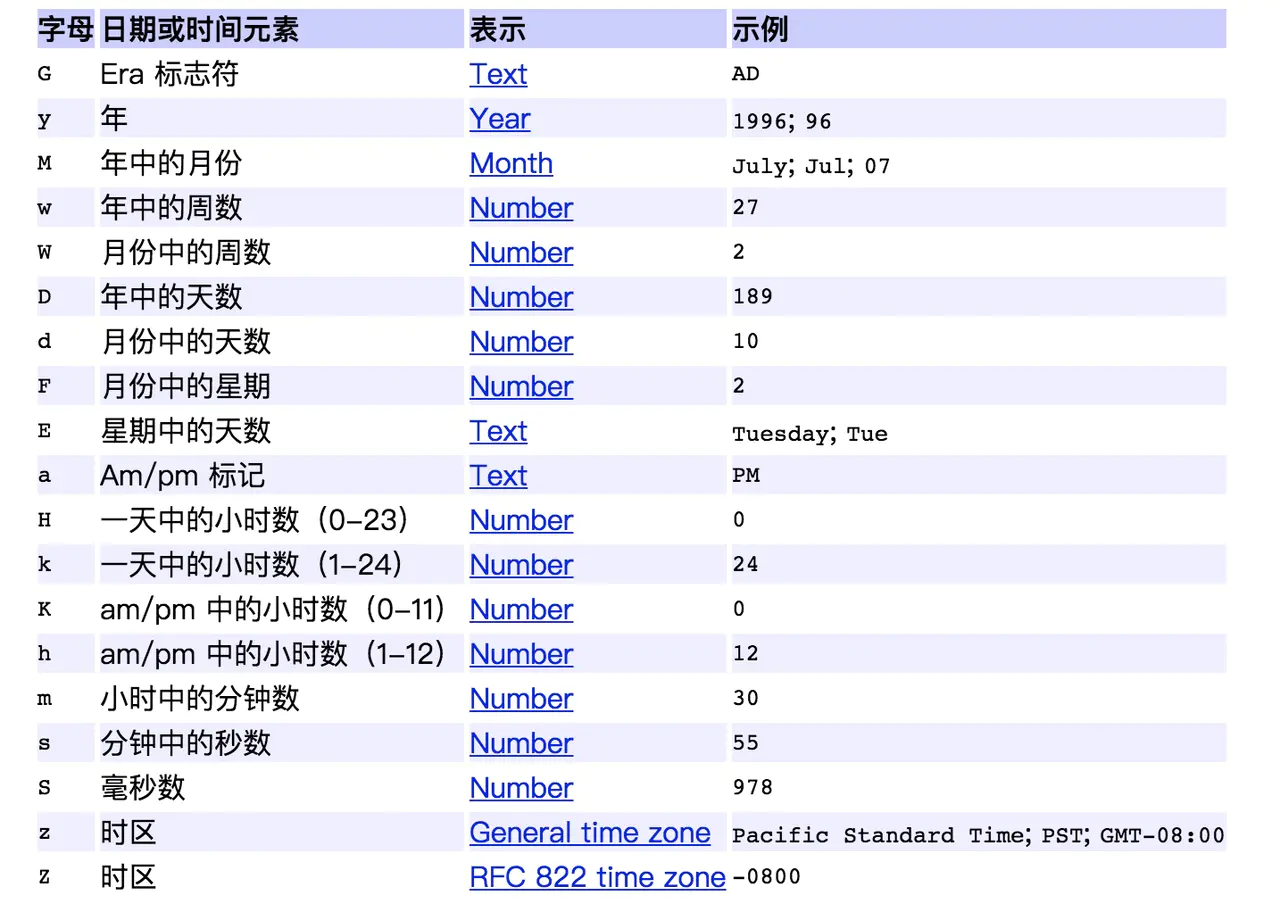 字母 日期或时间元素 表示 示例
G Era 标志符 Text AD
y 年 Year 1996; 96
M 年中的月份 Month July; Jul; 07
w 年中的周数 Number 27
W 月份中的周数 Number 2
D 年中的天数 Number 189
d 月份中的天数 Number 10
F 月份中的星期 Number 2
E 星期中的天数 Text Tuesday; Tue
a Am/pm 标记 Text PM
H 一天中的小时数（0-23） Number 0
k 一天中的小时数（1-24） Number 24
K am/pm 中的小时数（0-11） Number 0
h am/pm 中的小时数（1-12） Number 12
m 小时中的分钟数 Number 30
s 分钟中的秒数 Number 55
S 毫秒数 Number 978
z 时区 General time zone Pacific Standard Time; PST; GMT-08:00
Z 时区 RFC 822 time zone -0800